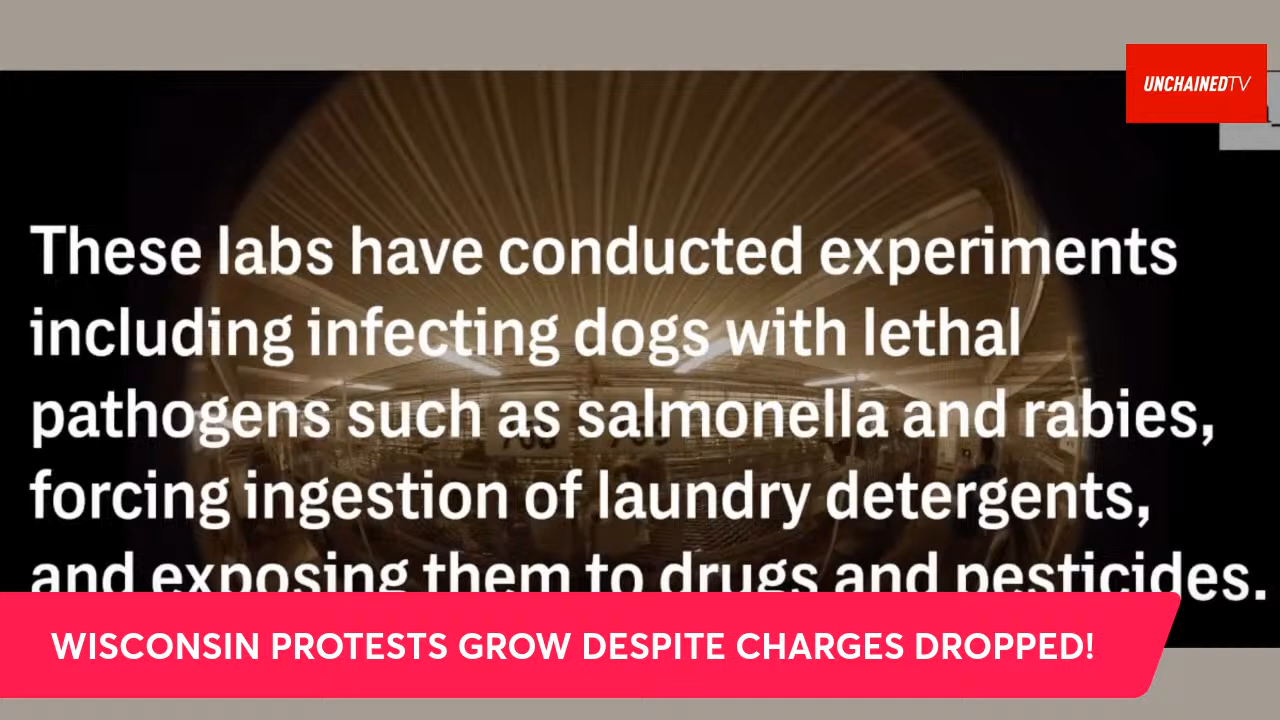 UNCHAINEDTV
These labs have conducted experiments
including infecting dogs with lethal
pathogens such as salmonella and rabies,
forcing ingestion of laundry detergents,
and exposing them to drugs and pesticides.
WISCONSIN PROTESTS GROW DESPITE CHARGES DROPPED!